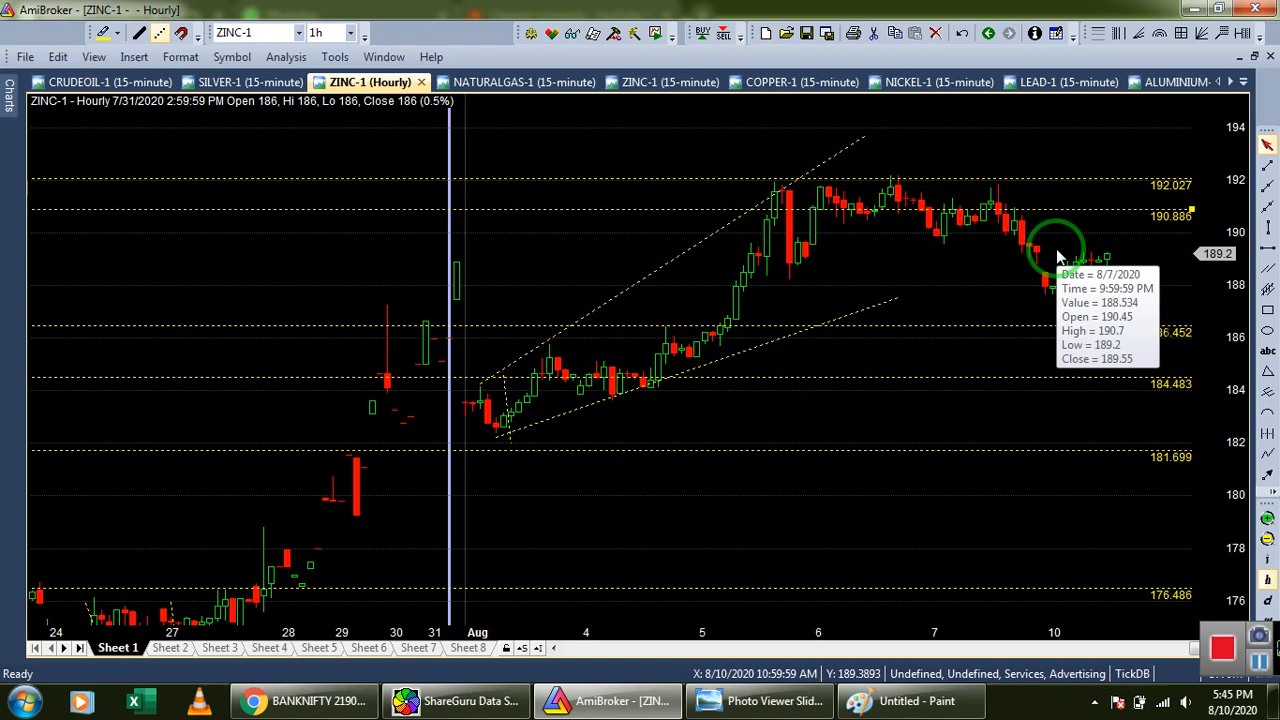 AmiBroker - [ZINC-1 - - Hourly]
ZINC-1
1h
BUY
SELL
File Edit View Insert Format Symbol Analysis Tools Window Help
CRUDEOIL-1 (15-minute) SILVER-1 (15-minute) ZINC-1 (Hourly) NATURALGAS-1 (15-minute) ZINC-1 (15-minute) COPPER-1 (15-minute) NICKEL-1 (15-minute) LEAD-1 (15-minute) ALUMINIUM-
Charts
ZINC-1 - Hourly 7/31/2020 2:59:59 PM Open 186, Hi 186, Lo 186, Close 186 (0.5%)
194
192.027
192
190.886
190
189.2
188
Date = 8/7/2020
Time = 9:59:59 PM
Value = 188.534
Open = 190.45
High = 190.7
Low = 189.2
Close = 189.55
86.452
186
184.483
184
182
181.699
180
178
176.486
176
abc
24 27 28 29 30 31 Aug 4 5 6 7 10
Sheet 1 Sheet 2 Sheet 3 Sheet 4 Sheet 5 Sheet 6 Sheet 7 Sheet 8
Ready
X: 8/10/2020 10:59:59 AM Y: 189.3893 Undefined, Undefined, Services, Advertising TickDB
BANKNIFTY 2190... ShareGuru Data S... AmiBroker - [ZIN... Photo Viewer Slid... Untitled - Paint
5:45 PM
8/10/2020